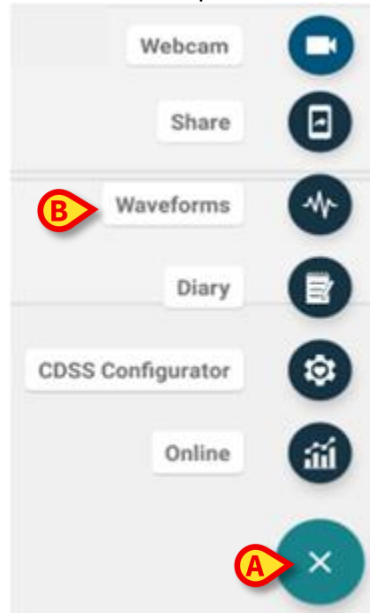 Webcam
Share
B Waveforms
Diary
CDSS Configurator
Online
A